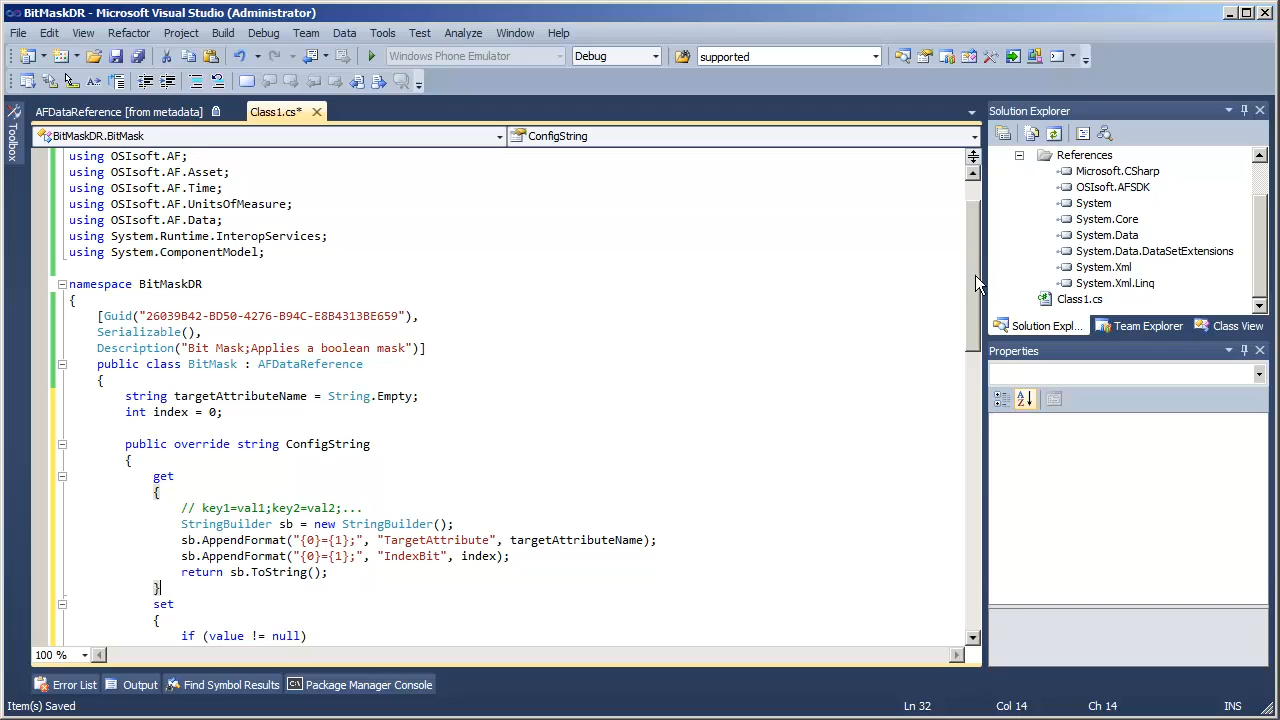 BitMaskDR - Microsoft Visual Studio (Administrator)
File Edit View Refactor Project Build Debug Team Data Tools Test Analyze Window Help
Windows Phone Emulator Debug supported
AFDataReference [from metadata] Class1.cs*
BitMaskDR.BitMask ConfigString
Toolbox
using OSIsoft.AF;
using OSIsoft.AF.Asset;
using OSIsoft.AF.Time;
using OSIsoft.AF.UnitsOfMeasure;
using OSIsoft.AF.Data;
using System.Runtime.InteropServices;
using System.ComponentModel;
namespace BitMaskDR
{
[Guid("26039B42-BD50-4276-B94C-E8B4313BE659"),
Serializable(),
Description("Bit Mask;Applies a boolean mask")]
public class BitMask : AFDataReference
{
string targetAttributeName = String.Empty;
int index = 0;
public override string ConfigString
{
get
{
// key1=val1;key2=val2;...
StringBuilder sb = new StringBuilder();
sb.AppendFormat("{0}={1};", "TargetAttribute", targetAttributeName);
sb.AppendFormat("{0}={1};", "IndexBit", index);
return sb.ToString();
}
set
{
if (value != null)
100 %
Solution Explorer
References
Microsoft.CSharp
OSIsoft.AFSDK
System
System.Core
System.Data
System.Data.DataSetExtensions
System.Xml
System.Xml.Linq
Class1.cs
Solution Expl... Team Explorer Class View
Properties
Error List Output Find Symbol Results Package Manager Console
Item(s) Saved Ln 32 Col 14 Ch 14 INS